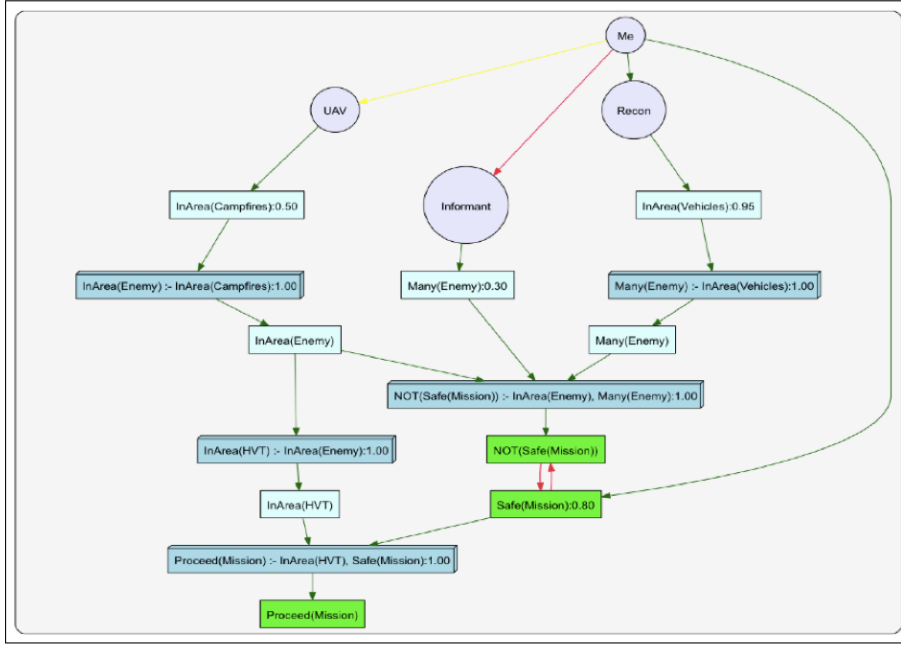 Me
UAV
Recon
Informant
InArea(Campfires):0.50
InArea(Vehicles):0.95
InArea(Enemy) :- InArea(Campfires):1.00
Many(Enemy):0.30
Many(Enemy) :- InArea(Vehicles):1.00
InArea(Enemy)
Many(Enemy)
NOT(Safe(Mission)) :- InArea(Enemy), Many(Enemy):1.00
InArea(HVT) :- InArea(Enemy):1.00
NOT(Safe(Mission))
InArea(HVT)
Safe(Mission):0.80
Proceed(Mission) :- InArea(HVT), Safe(Mission):1.00
Proceed(Mission)